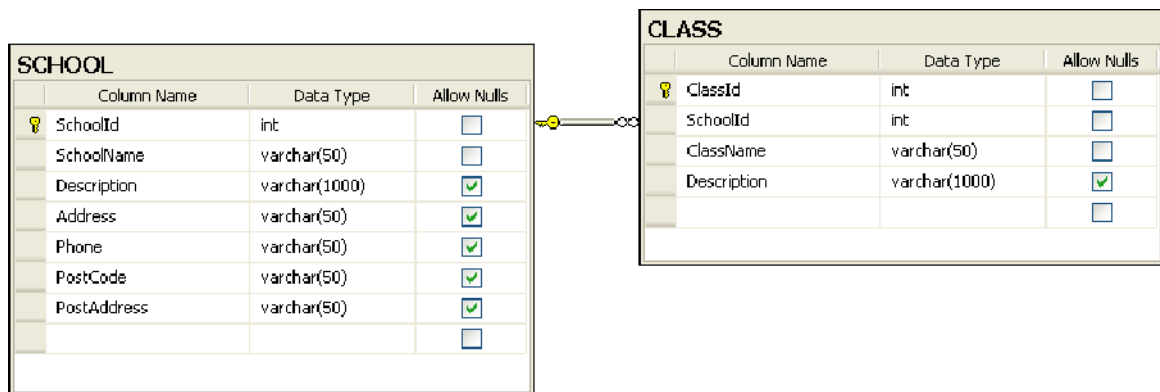 SCHOOL
Column Name Data Type Allow Nulls
SchoolId int
SchoolName varchar(50)
Description varchar(1000)
Address varchar(50)
Phone varchar(50)
PostCode varchar(50)
PostAddress varchar(50)
CLASS
Column Name Data Type Allow Nulls
ClassId int
SchoolId int
ClassName varchar(50)
Description varchar(1000)